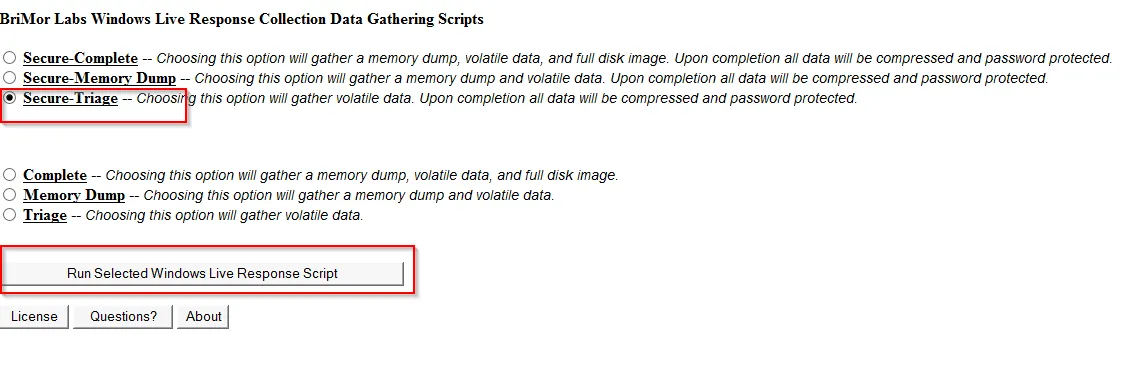 BriMor Labs Windows Live Response Collection Data Gathering Scripts
Secure-Complete -- Choosing this option will gather a memory dump, volatile data, and full disk image. Upon completion all data will be compressed and password protected.
Secure-Memory Dump -- Choosing this option will gather a memory dump and volatile data. Upon completion all data will be compressed and password protected.
Secure-Triage -- Choosing this option will gather volatile data. Upon completion all data will be compressed and password protected.
Complete -- Choosing this option will gather a memory dump, volatile data, and full disk image.
Memory Dump -- Choosing this option will gather a memory dump and volatile data.
Triage -- Choosing this option will gather volatile data.
Run Selected Windows Live Response Script
License Questions? About